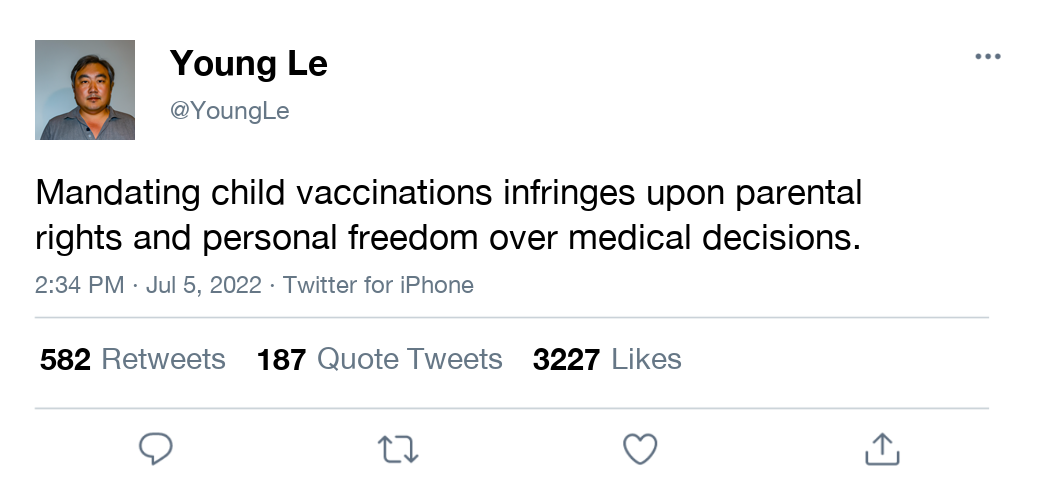 Young Le
@YoungLe
Mandating child vaccinations infringes upon parental
rights and personal freedom over medical decisions.
2:34 PM · Jul 5, 2022 · Twitter for iPhone
582 Retweets 187 Quote Tweets 3227 Likes